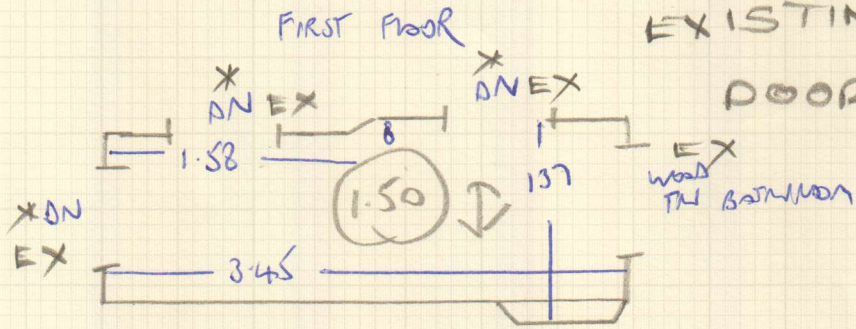 FIRST FLOOR
EXISTIN
DOOR
* DN EX
* DN EX
1.58
8
1
EX
WOOD
BATHROOM
1.50
137
* DN
EX
3.45